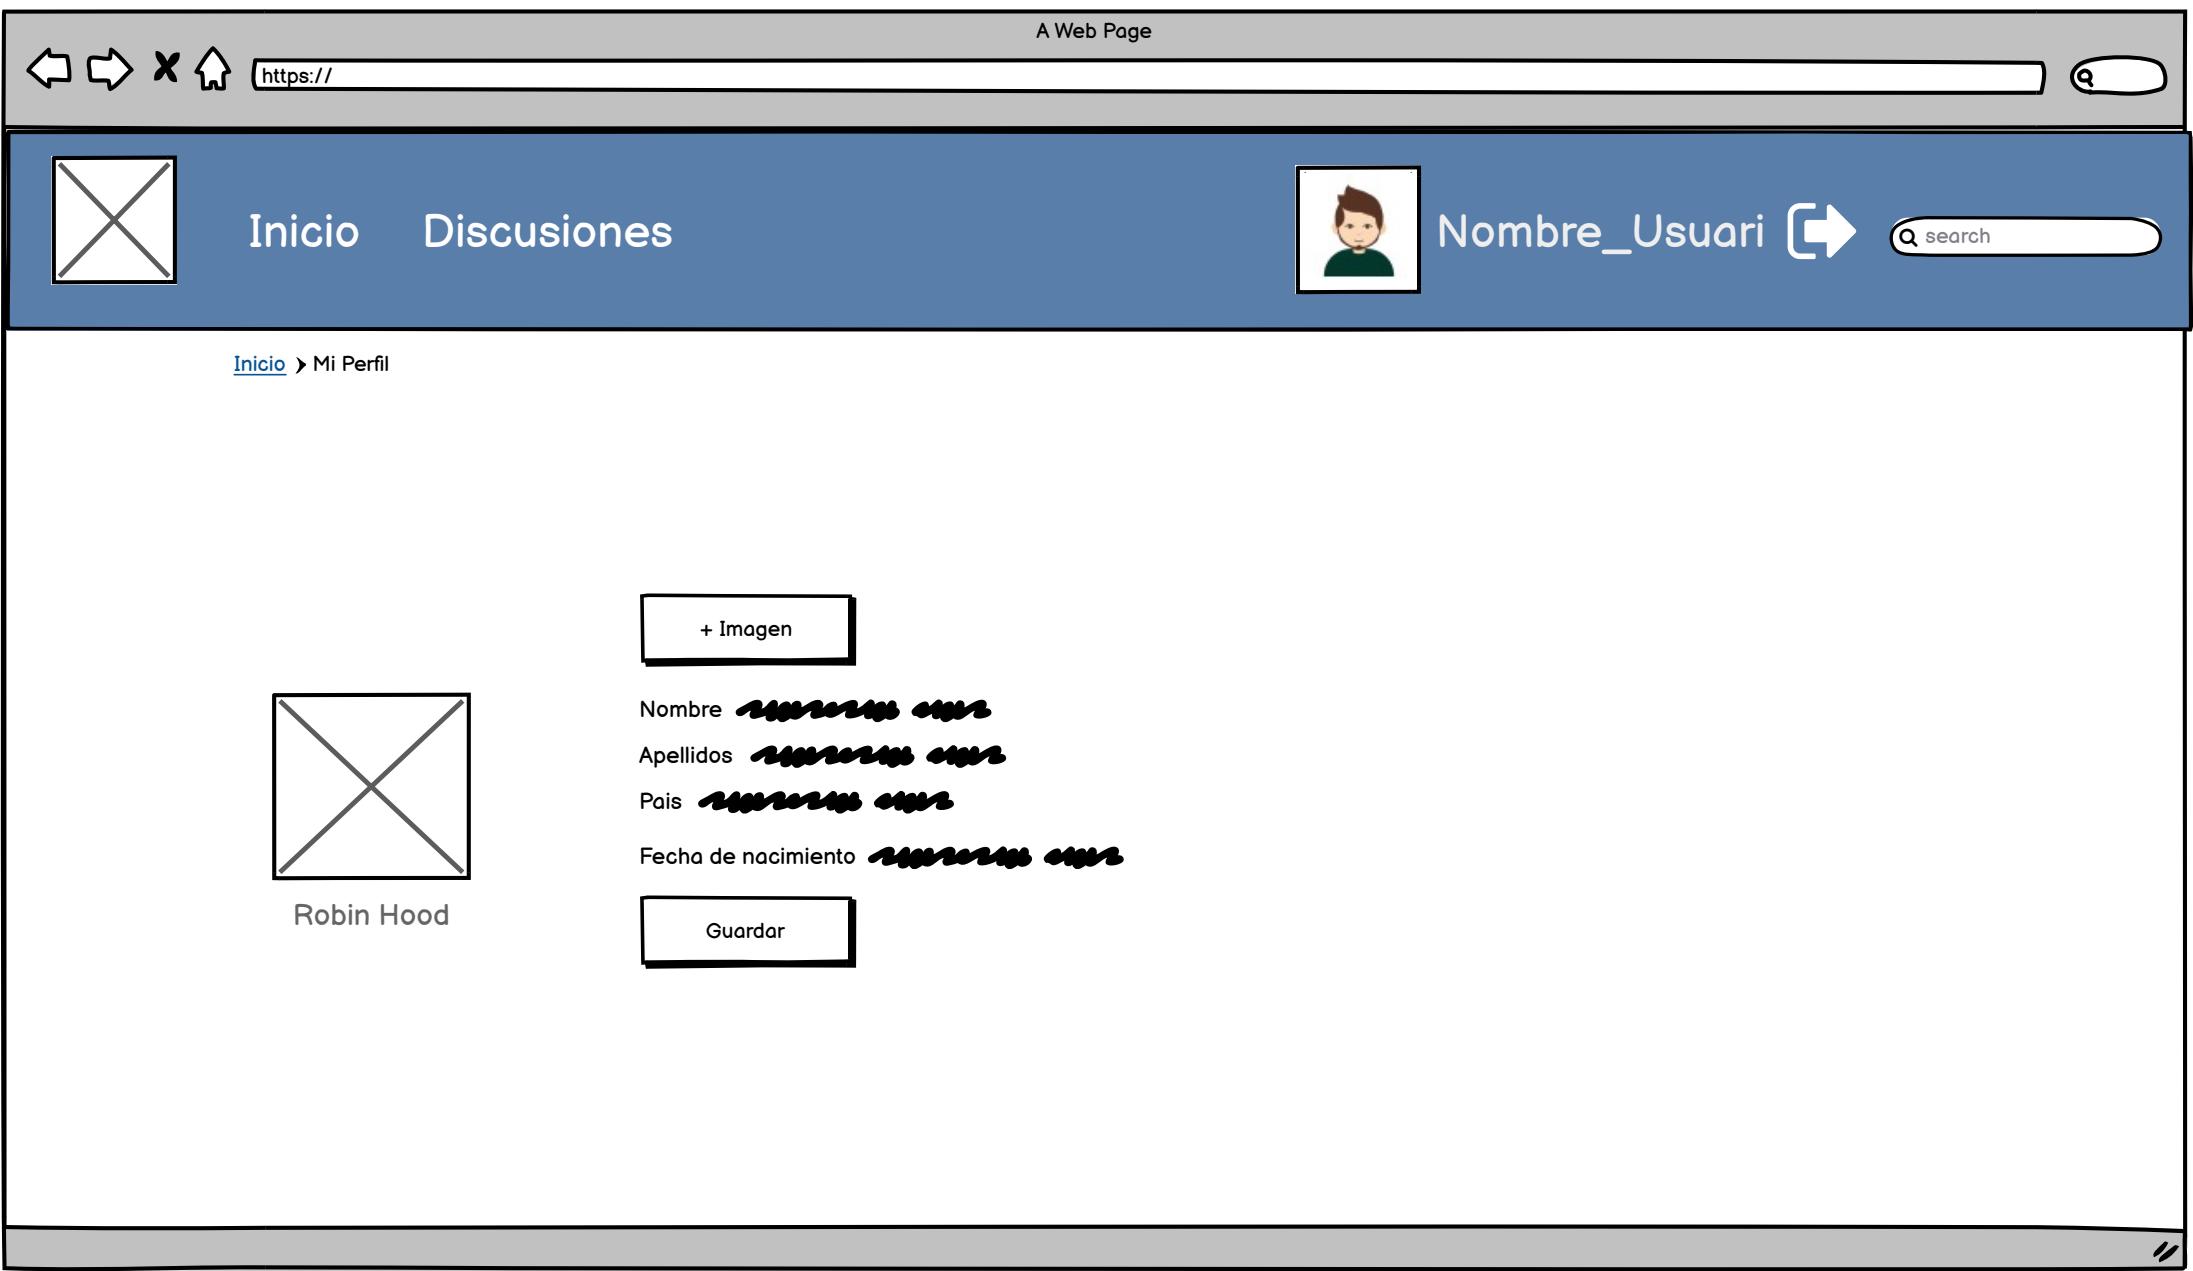 A Web Page
https://
Inicio Discusiones Nombre_Usuari search
Inicio Mi Perfil
+ Imagen
Nombre
Apellidos
Pais
Fecha de nacimiento
Robin Hood
Guardar